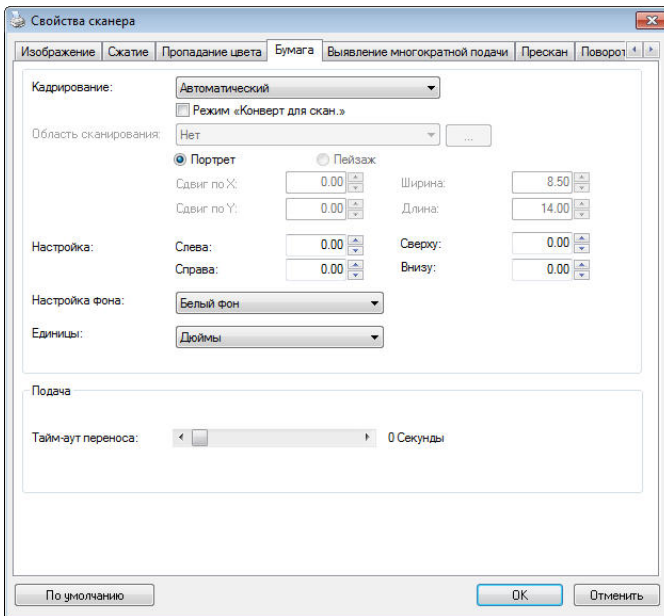 Свойства сканера
Изображение Сжатие Пропадание цвета Бумага Выявление многократной подачи Прескан Поворот
Кадрирование: Автоматический
Режим «Конверт для скан.»
Область сканирования: Нет ...
Портрет Пейзаж
Сдвиг по X: 0.00 Ширина: 8.50
Сдвиг по Y: 0.00 Длина: 14.00
Настройка: Слева: 0.00 Сверху: 0.00
Справа: 0.00 Внизу: 0.00
Настройка фона: Белый фон
Единицы: Дюймы
Подача
Тайм-аут переноса: 0 Секунды
По умолчанию OK Отменить